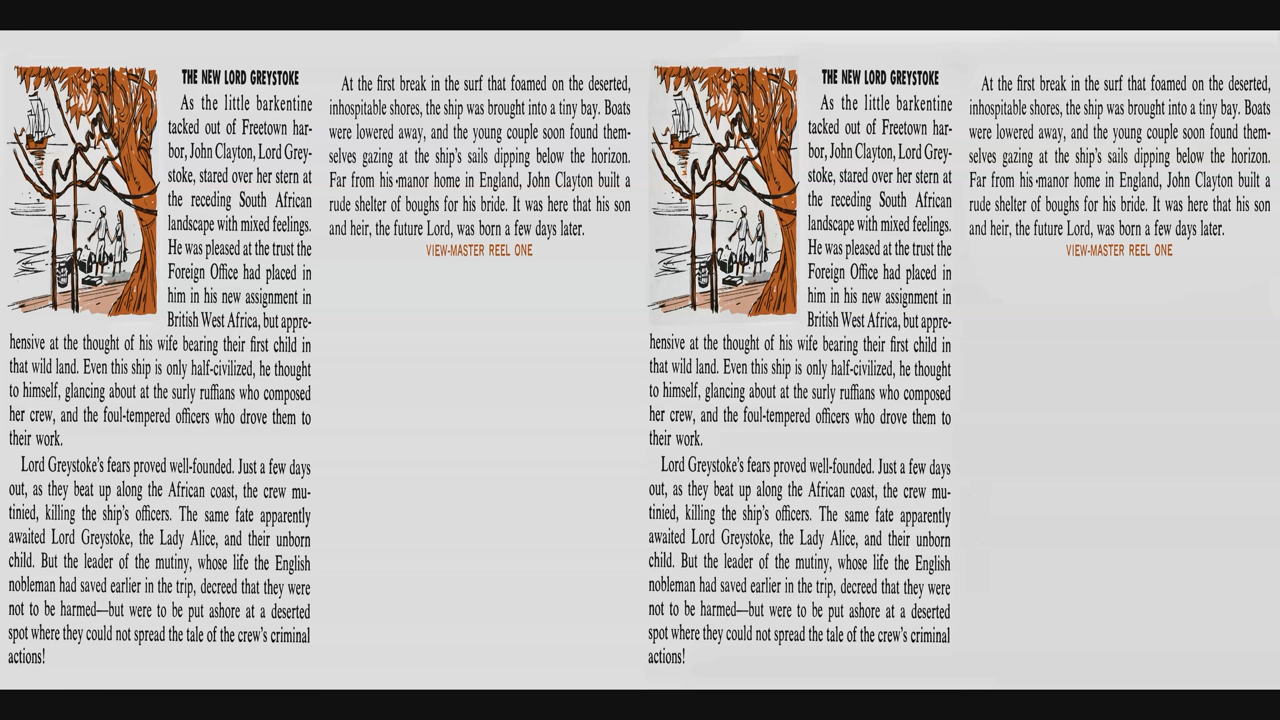 THE NEW LORD GREYSTOKE
As the little barkentine
tacked out of Freetown har-
bor, John Clayton, Lord Grey-
stoke, stared over her stern at
the receding South African
landscape with mixed feelings.
He was pleased at the trust the
Foreign Office had placed in
him in his new assignment in
British West Africa, but appre-
hensive at the thought of his wife bearing their first child in
that wild land. Even this ship is only half-civilized, he thought
to himself, glancing about at the surly ruffians who composed
her crew, and the foul-tempered officers who drove them to
their work.
Lord Greystoke's fears proved well-founded. Just a few days
out, as they beat up along the African coast, the crew mu-
tinied, killing the ship's officers. The same fate apparently
awaited Lord Greystoke, the Lady Alice, and their unborn
child. But the leader of the mutiny, whose life the English
nobleman had saved earlier in the trip, decreed that they were
not to be harmed—but were to be put ashore at a deserted
spot where they could not spread the tale of the crew's criminal
actions!
At the first break in the surf that foamed on the deserted,
inhospitable shores, the ship was brought into a tiny bay. Boats
were lowered away, and the young couple soon found them-
selves gazing at the ship's sails dipping below the horizon.
Far from his manor home in England, John Clayton built a
rude shelter of boughs for his bride. It was here that his son
and heir, the future Lord, was born a few days later.
VIEW-MASTER REEL ONE
THE NEW LORD GREYSTOKE
As the little barkentine
tacked out of Freetown har-
bor, John Clayton, Lord Grey-
stoke, stared over her stern at
the receding South African
landscape with mixed feelings.
He was pleased at the trust the
Foreign Office had placed in
him in his new assignment in
British West Africa, but appre-
hensive at the thought of his wife bearing their first child in
that wild land. Even this ship is only half-civilized, he thought
to himself, glancing about at the surly ruffians who composed
her crew, and the foul-tempered officers who drove them to
their work.
Lord Greystoke's fears proved well-founded. Just a few days
out, as they beat up along the African coast, the crew mu-
tinied, killing the ship's officers. The same fate apparently
awaited Lord Greystoke, the Lady Alice, and their unborn
child. But the leader of the mutiny, whose life the English
nobleman had saved earlier in the trip, decreed that they were
not to be harmed—but were to be put ashore at a deserted
spot where they could not spread the tale of the crew's criminal
actions!
At the first break in the surf that foamed on the deserted,
inhospitable shores, the ship was brought into a tiny bay. Boats
were lowered away, and the young couple soon found them-
selves gazing at the ship's sails dipping below the horizon.
Far from his manor home in England, John Clayton built a
rude shelter of boughs for his bride. It was here that his son
and heir, the future Lord, was born a few days later.
VIEW-MASTER REEL ONE